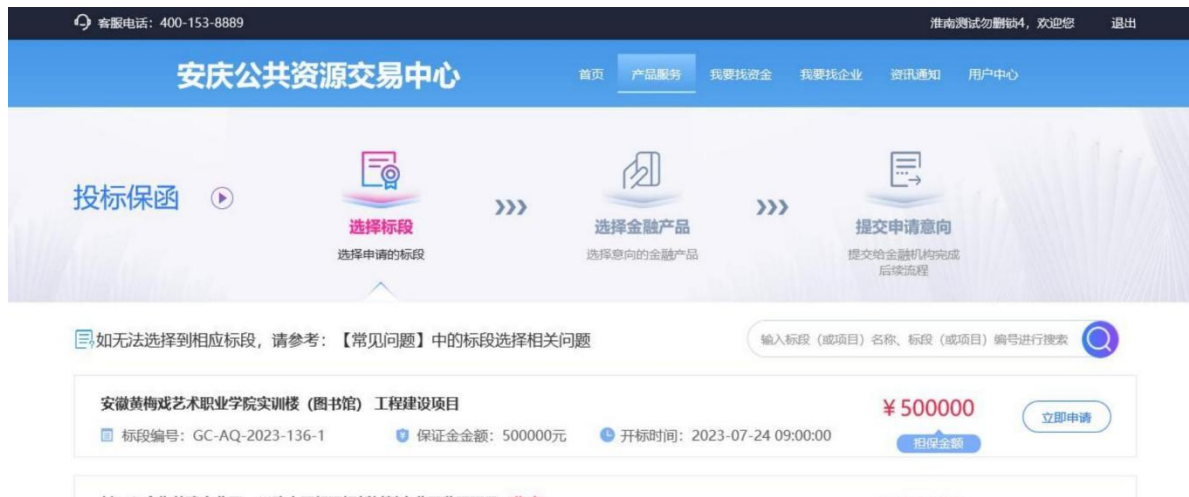 客服电话：400-153-8889
淮南测试勿删锁4，欢迎您 退出
安庆公共资源交易中心
首页 产品服务 我要找资金 我要找企业 资讯通知 用户中心
投标保函
选择标段
选择申请的标段
选择金融产品
选择意向的金融产品
提交申请意向
提交给金融机构完成
后续流程
如无法选择到相应标段，请参考：【常见问题】中的标段选择相关问题
输入标段（或项目）名称、标段（或项目）编号进行搜索
安徽黄梅戏艺术职业学院实训楼（图书馆） 工程建设项目
标段编号：GC-AQ-2023-136-1 保证金金额：500000元 开标时间：2023-07-24 09:00:00
￥500000
担保金额
立即申请